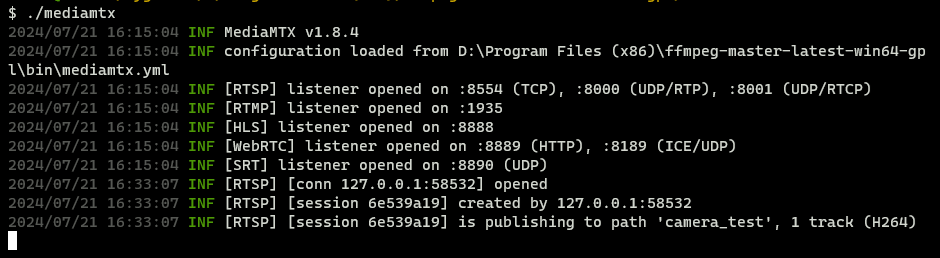 $ ./mediamtx
2024/07/21 16:15:04 INF MediaMTX v1.8.4
2024/07/21 16:15:04 INF configuration loaded from D:\Program Files (x86)\ffmpeg-master-latest-win64-gp
l\bin\mediamtx.yml
2024/07/21 16:15:04 INF [RTSP] listener opened on :8554 (TCP), :8000 (UDP/RTP), :8001 (UDP/RTCP)
2024/07/21 16:15:04 INF [RTMP] listener opened on :1935
2024/07/21 16:15:04 INF [HLS] listener opened on :8888
2024/07/21 16:15:04 INF [WebRTC] listener opened on :8889 (HTTP), :8189 (ICE/UDP)
2024/07/21 16:15:04 INF [SRT] listener opened on :8890 (UDP)
2024/07/21 16:33:07 INF [RTSP] [conn 127.0.0.1:58532] opened
2024/07/21 16:33:07 INF [RTSP] [session 6e539a19] created by 127.0.0.1:58532
2024/07/21 16:33:07 INF [RTSP] [session 6e539a19] is publishing to path 'camera_test', 1 track (H264)